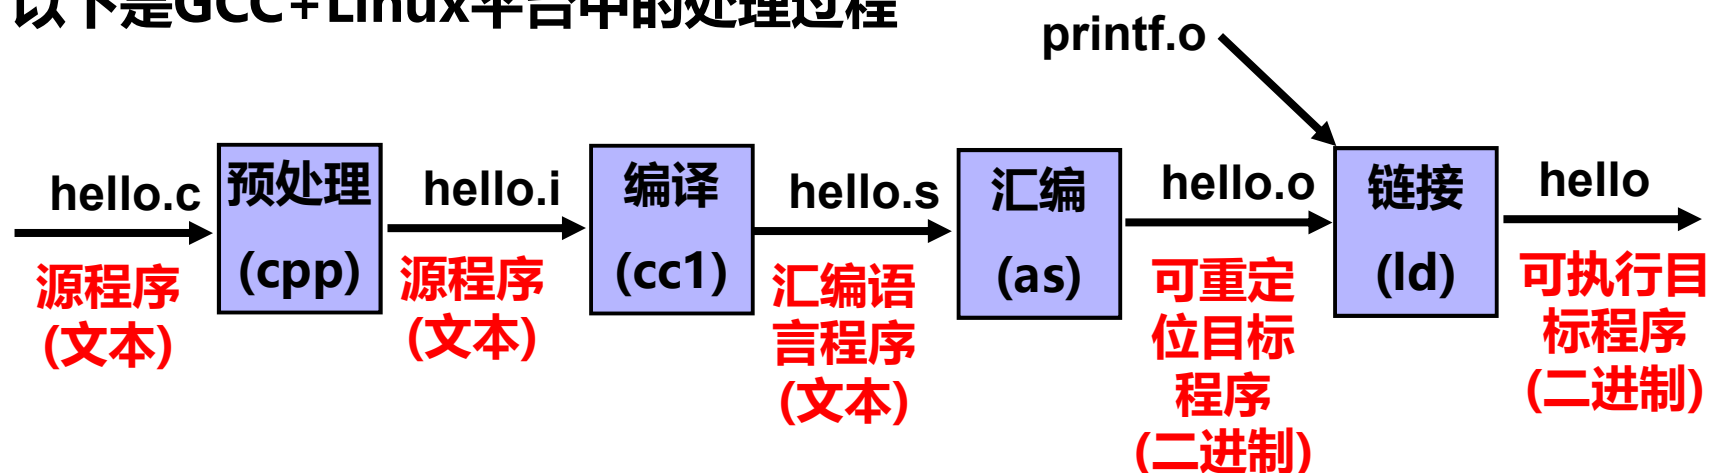 以下是GCC+Linux平台中的处理过程
printf.o
hello.c
预处理
(cpp)
hello.i
编译
(cc1)
hello.s
汇编
(as)
hello.o
链接
(ld)
hello
源程序
(文本)
源程序
(文本)
汇编语
言程序
(文本)
可重定
位目标
程序
(二进制)
可执行目
标程序
(二进制)